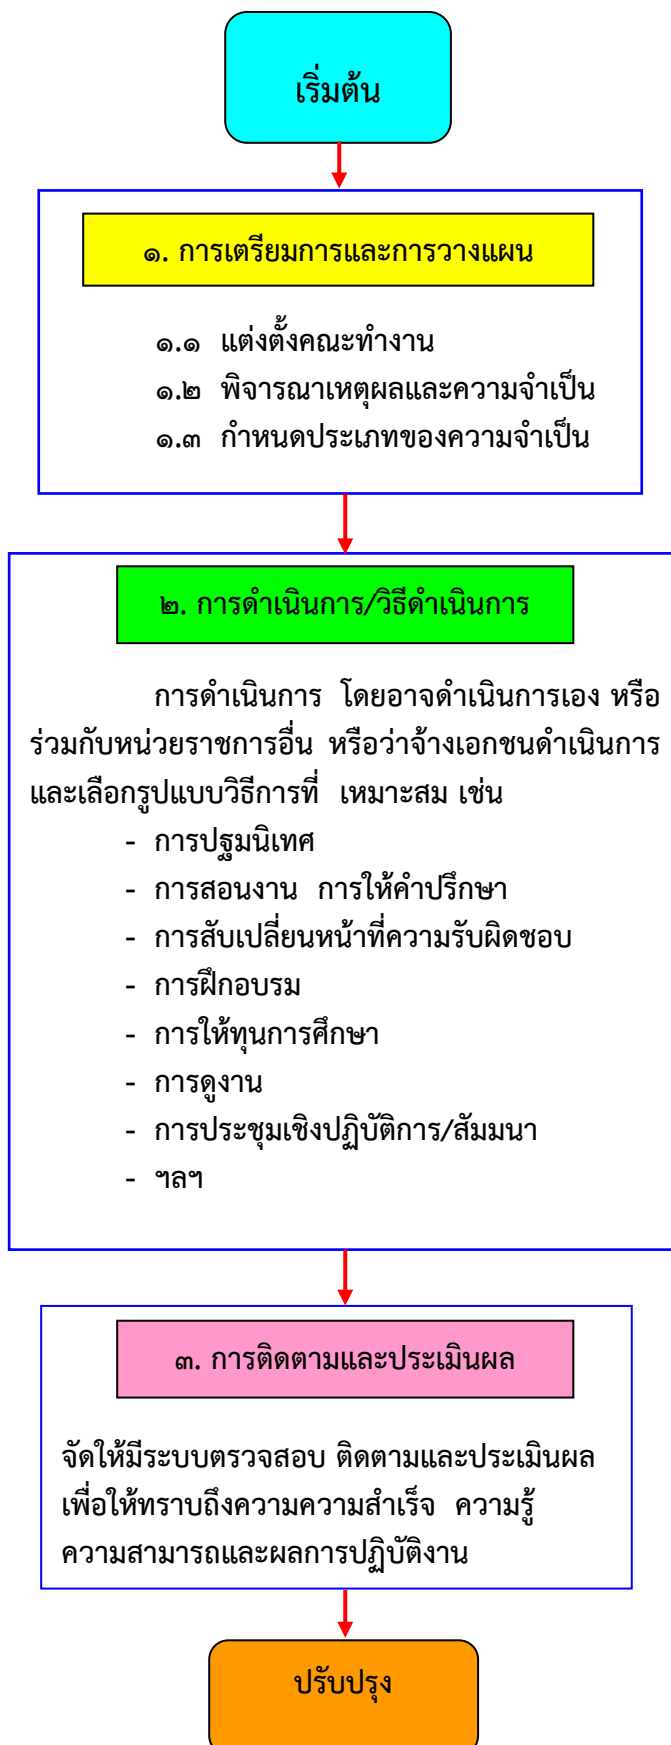 เริ่มต้น
๑. การเตรียมการและการวางแผน
๑.๑ แต่งตั้งคณะทำงาน
๑.๒ พิจารณาเหตุผลและความจำเป็น
๑.๓ กำหนดประเภทของความจำเป็น
๒. การดำเนินการ/วิธีดำเนินการ
การดำเนินการ โดยอาจดำเนินการเอง หรือ
ร่วมกับหน่วยราชการอื่น หรือว่าจ้างเอกชนดำเนินการ
และเลือกรูปแบบวิธีการที่ เหมาะสม เช่น
- การปฐมนิเทศ
- การสอนงาน การให้คำปรึกษา
- การสับเปลี่ยนหน้าที่ความรับผิดชอบ
- การฝึกอบรม
- การให้ทุนการศึกษา
- การดูงาน
- การประชุมเชิงปฏิบัติการ/สัมมนา
- ฯลฯ
๓. การติดตามและประเมินผล
จัดให้มีระบบตรวจสอบ ติดตามและประเมินผล
เพื่อให้ทราบถึงความความสำเร็จ ความรู้
ความสามารถและผลการปฏิบัติงาน
ปรับปรุง